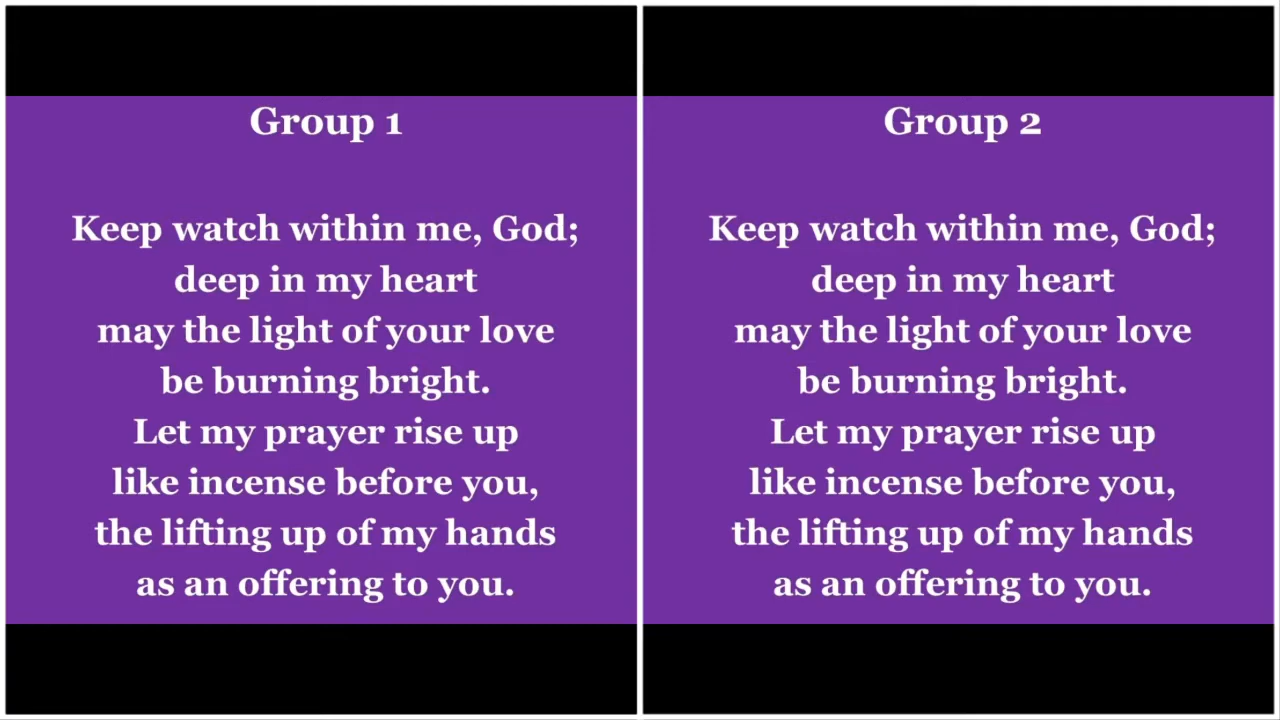 Group 1
Keep watch within me, God;
deep in my heart
may the light of your love
be burning bright.
Let my prayer rise up
like incense before you,
the lifting up of my hands
as an offering to you.
Group 2
Keep watch within me, God;
deep in my heart
may the light of your love
be burning bright.
Let my prayer rise up
like incense before you,
the lifting up of my hands
as an offering to you.